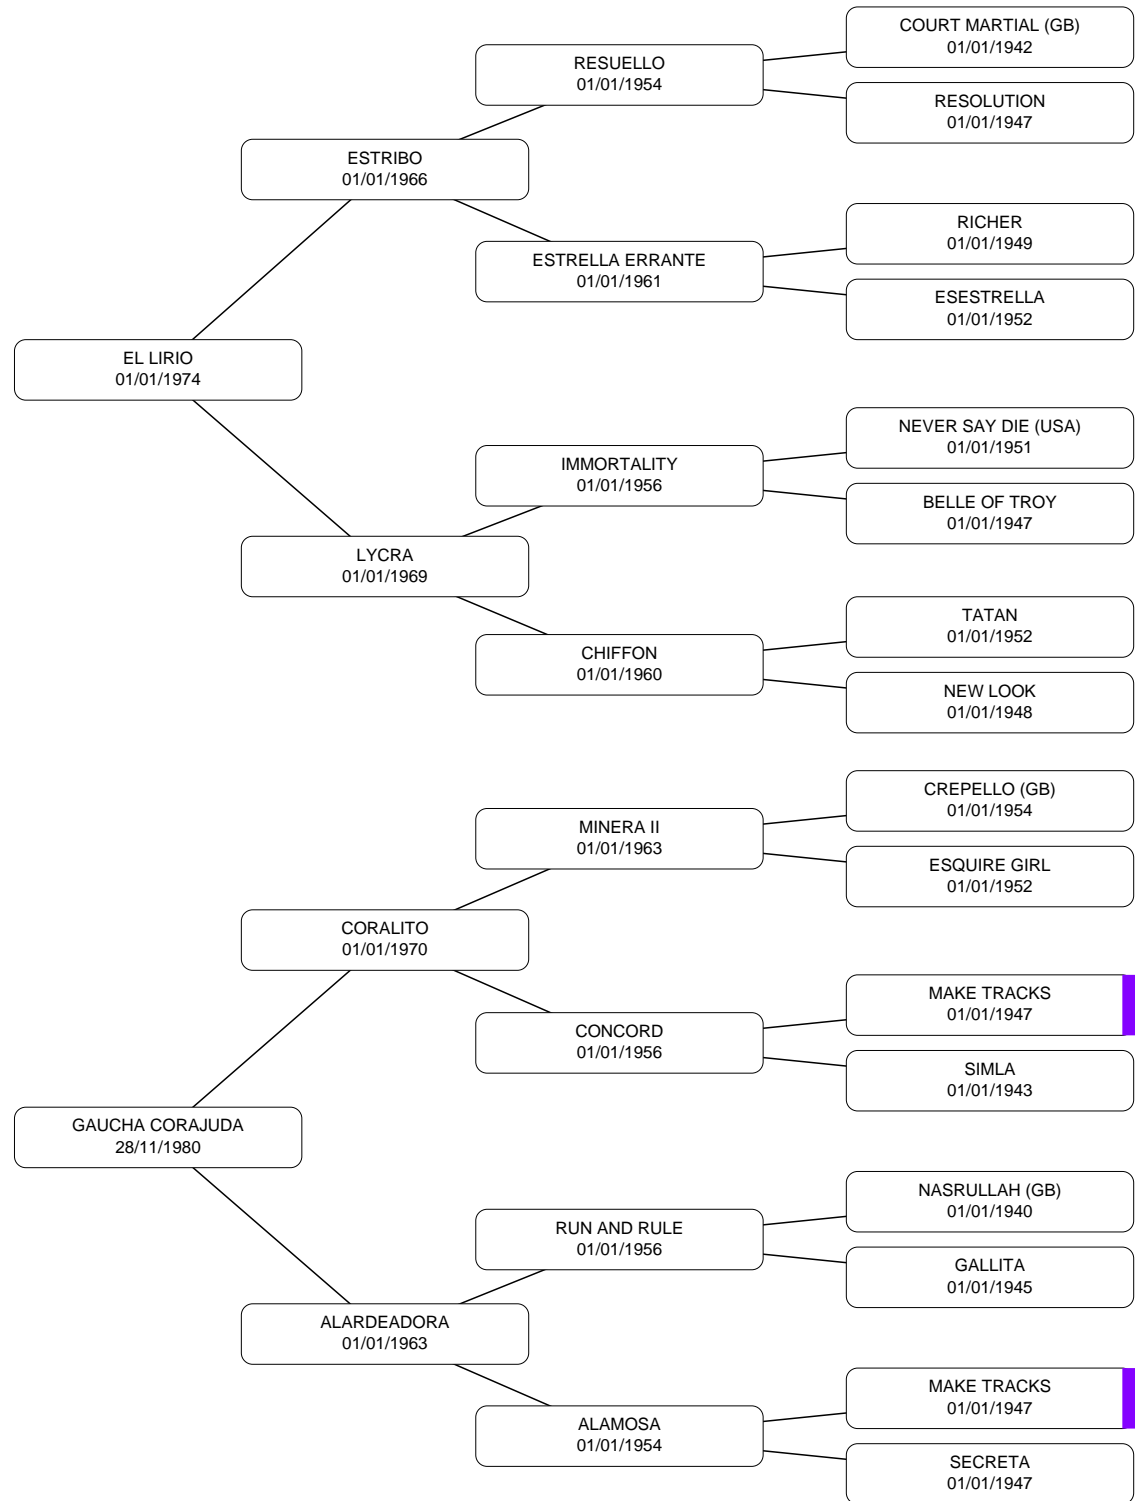 COURT MARTIAL (GB)
01/01/1942
RESUELLO
01/01/1954
RESOLUTION
01/01/1947
ESTRIBO
01/01/1966
RICHER
01/01/1949
ESTRELLA ERRANTE
01/01/1961
ESESTRELLA
01/01/1952
EL LIRIO
01/01/1974
NEVER SAY DIE (USA)
01/01/1951
IMMORTALITY
01/01/1956
BELLE OF TROY
01/01/1947
LYCRA
01/01/1969
TATAN
01/01/1952
CHIFFON
01/01/1960
NEW LOOK
01/01/1948
CREPELLO (GB)
01/01/1954
MINERA II
01/01/1963
ESQUIRE GIRL
01/01/1952
CORALITO
01/01/1970
MAKE TRACKS
01/01/1947
CONCORD
01/01/1956
SIMLA
01/01/1943
GAUCHA CORAJUDA
28/11/1980
NASRULLAH (GB)
01/01/1940
RUN AND RULE
01/01/1956
GALLITA
01/01/1945
ALARDEADORA
01/01/1963
MAKE TRACKS
01/01/1947
ALAMOSA
01/01/1954
SECRETA
01/01/1947